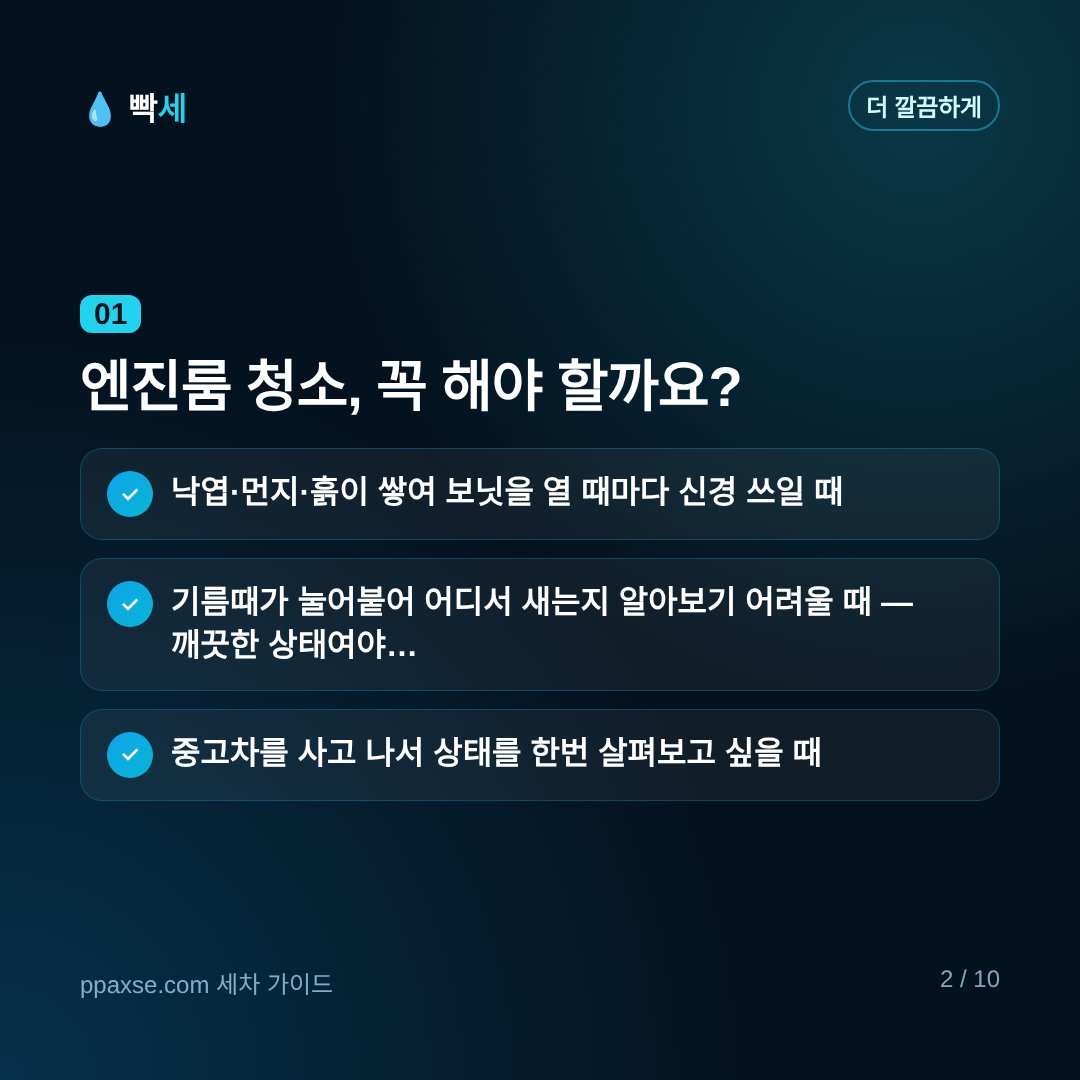 빡세
더 깔끔하게
01
엔진룸 청소, 꼭 해야 할까요?
낙엽·먼지·흙이 쌓여 보닛을 열 때마다 신경 쓰일 때
기름때가 눌어붙어 어디서 새는지 알아보기 어려울 때 —
깨끗한 상태여야…
중고차를 사고 나서 상태를 한번 살펴보고 싶을 때
ppaxse.com 세차 가이드
2 / 10